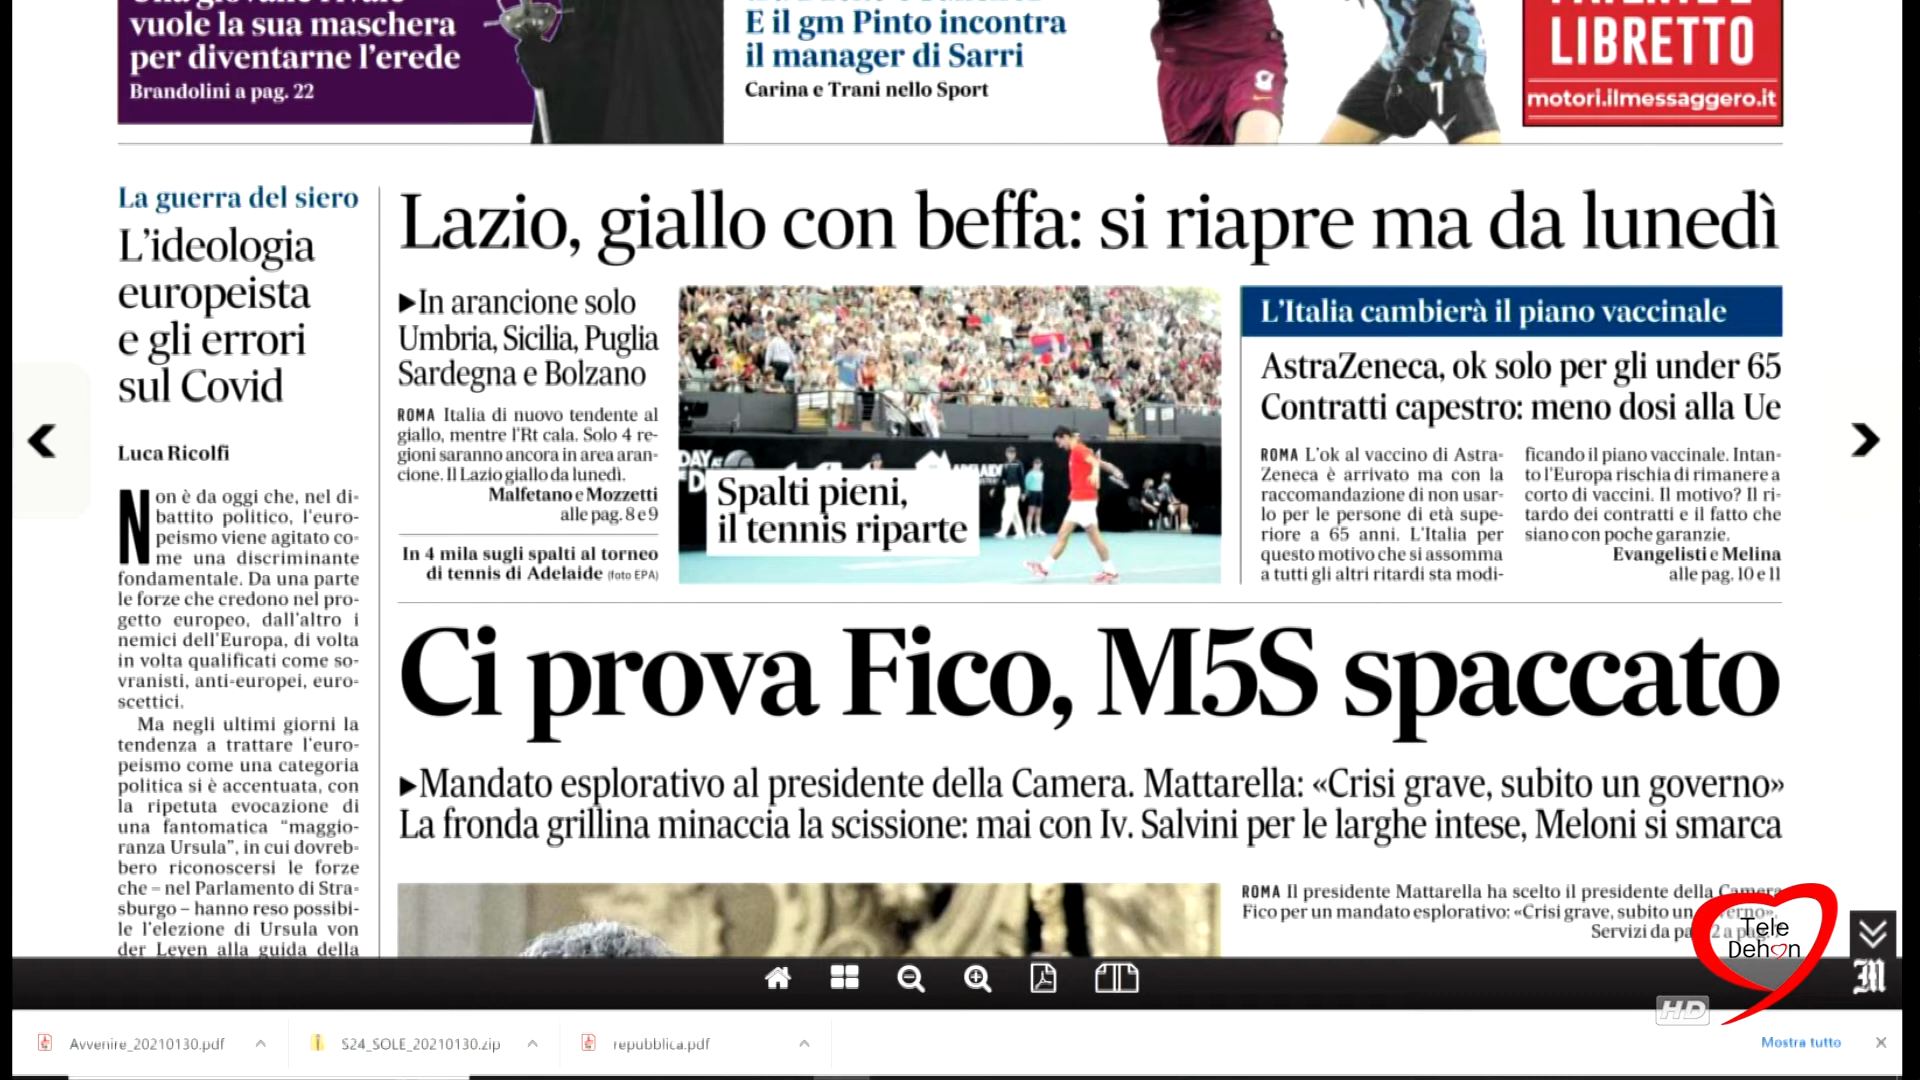 vuole la sua maschera
per diventarne l'erede
Brandolini a pag. 22
E il gm Pinto incontra
il manager di Sarri
Carina e Trani nello Sport
LIBRETTO
motori.ilmessaggero.it
La guerra del siero
L'ideologia
europeista
e gli errori
sul Covid
Luca Ricolfi
Non è da oggi che, nel di-
battito politico, l'euro-
peismo viene agitato co-
me una discriminante
fondamentale. Da una parte
le forze che credono nel pro-
getto europeo, dall'altro i
nemici dell'Europa, di volta
in volta qualificati come so-
vranisti, anti-europei, euro-
scettici.
Ma negli ultimi giorni la
tendenza a trattare l'euro-
peismo come una categoria
politica si è accentuata, con
la ripetuta evocazione di
una fantomatica “maggio-
ranza Ursula”, in cui dovreb-
bero riconoscersi le forze
che – nel Parlamento di Stra-
sburgo – hanno reso possibi-
le l'elezione di Ursula von
der Leyen alla guida della
Lazio, giallo con beffa: si riapre ma da lunedì
▶In arancione solo
Umbria, Sicilia, Puglia
Sardegna e Bolzano
ROMA Italia di nuovo tendente al
giallo, mentre l'Rt cala. Solo 4 re-
gioni saranno ancora in area aran-
cione. Il Lazio giallo da lunedì.
Malfetano e Mozzetti
alle pag. 8 e 9
In 4 mila sugli spalti al torneo
di tennis di Adelaide (foto EPA)
Spalti pieni,
il tennis riparte
L'Italia cambierà il piano vaccinale
AstraZeneca, ok solo per gli under 65
Contratti capestro: meno dosi alla Ue
ROMA L'ok al vaccino di Astra-
Zeneca è arrivato ma con la
raccomandazione di non usar-
lo per le persone di età supe-
riore a 65 anni. L'Italia per
questo motivo che si assomma
a tutti gli altri ritardi sta modi-
ficando il piano vaccinale. Intan-
to l'Europa rischia di rimanere a
corto di vaccini. Il motivo? Il ri-
tardo dei contratti e il fatto che
siano con poche garanzie.
Evangelisti e Melina
alle pag. 10 e 11
Ci prova Fico, M5S spaccato
▶Mandato esplorativo al presidente della Camera. Mattarella: «Crisi grave, subito un governo»
La fronda grillina minaccia la scissione: mai con Iv. Salvini per le larghe intese, Meloni si smarca
ROMA Il presidente Mattarella ha scelto il presidente della Camera
Fico per un mandato esplorativo: «Crisi grave, subito un governo».
Servizi da pag. 2 a pag.
Tele
Dehon
HD
M
Avvenire_20210130.pdf
S24_SOLE_20210130.zip
repubblica.pdf
Mostra tutto